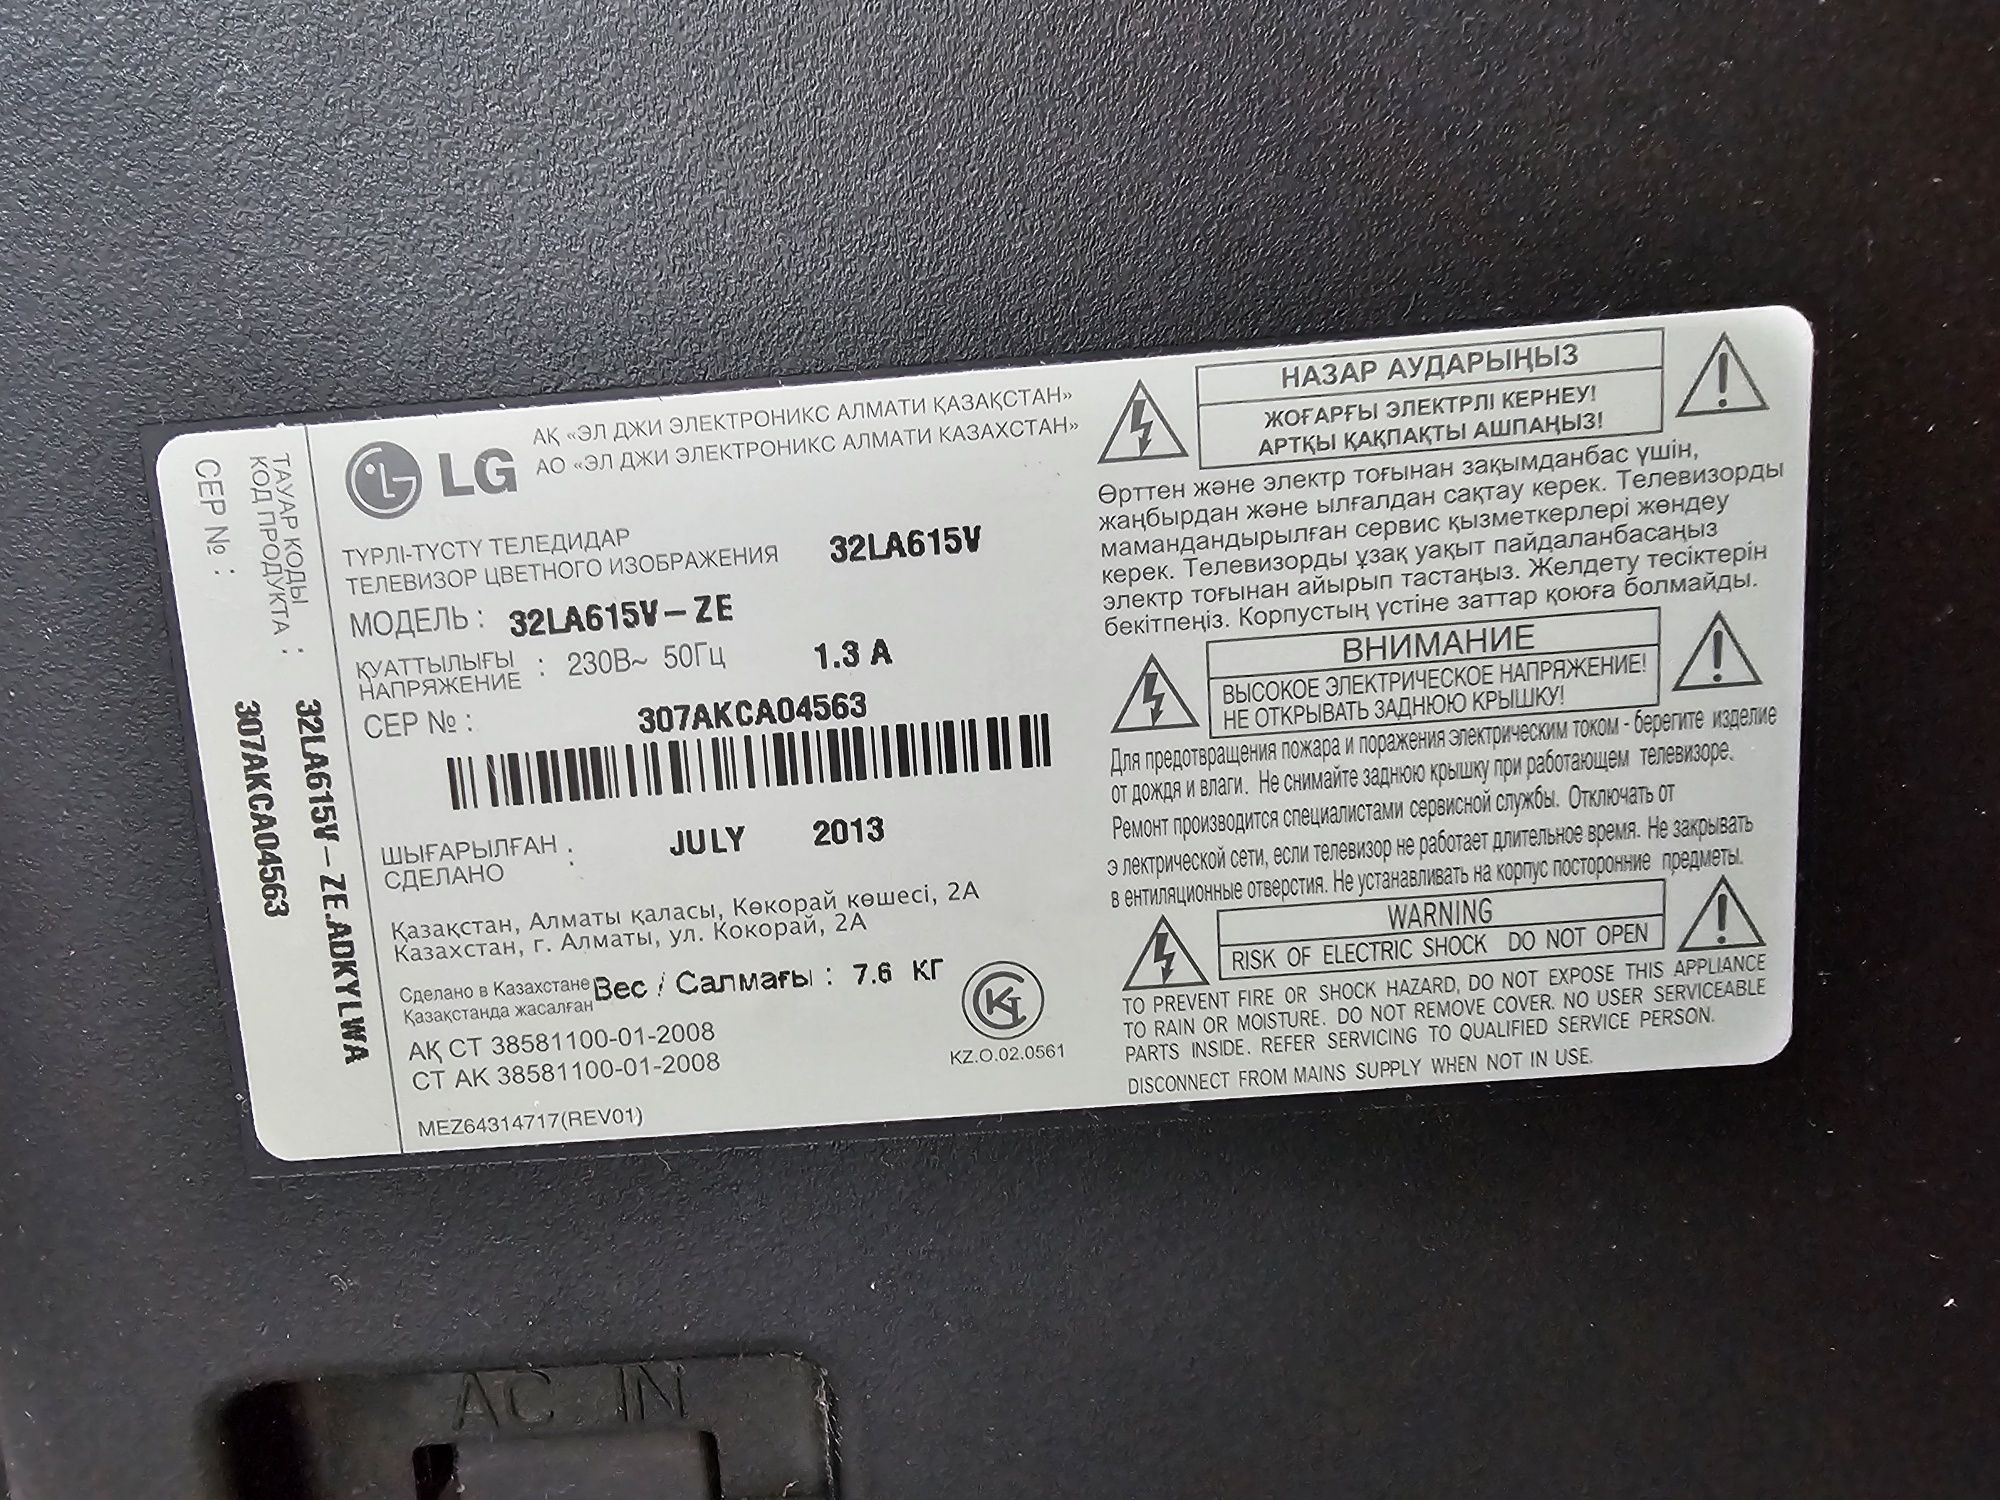 СЕР №:
307AKCA04563
ТАУАР КОДЫ
КОД ПРОДУКТА :
32LA615V-ZE.ADKYLWA
LG
АҚ «ЭЛ ДЖИ ЭЛЕКТРОНИКС АЛМАТИ ҚАЗАҚСТАН»
АО «ЭЛ ДЖИ ЭЛЕКТРОНИКС АЛМАТИ КАЗАХСТАН»
ТҮРЛІ-ТҮСТҮ ТЕЛЕДИДАР
ТЕЛЕВИЗОР ЦВЕТНОГО ИЗОБРАЖЕНИЯ
32LA615V
МОДЕЛЬ : 32LA615V-ZE
ҚУАТТЫЛЫҒЫ
НАПРЯЖЕНИЕ : 230В~ 50Гц 1.3 A
СЕР № : 307AKCA04563
ШЫҒАРЫЛҒАН
СДЕЛАНО : JULY 2013
Қазақстан, Алматы қаласы, Көкорай көшесі, 2А
Казахстан, г. Алматы, ул. Кокорай, 2А
Сделано в Казахстане
Қазақстанда жасалған
Вес / Салмағы : 7.6 КГ
АҚ СТ 38581100-01-2008
СТ АК 38581100-01-2008
KZ.O.02.0561
MEZ64314717(REV01)
НАЗАР АУДАРЫҢЫЗ
ЖОҒАРҒЫ ЭЛЕКТРЛІ КЕРНЕУ!
АРТҚЫ ҚАҚПАҚТЫ АШПАҢЫЗ!
Өрттен және электр тоғынан зақымданбас үшін,
жаңбырдан және ылғалдан сақтау керек. Телевизорды
мамандандырылған сервис қызметкерлері жөндеу
керек. Телевизорды ұзақ уақыт пайдаланбасаңыз
электр тоғынан айырып тастаңыз. Желдету тесіктерін
бекітпеңіз. Корпустың үстіне заттар қоюға болмайды.
ВНИМАНИЕ
ВЫСОКОЕ ЭЛЕКТРИЧЕСКОЕ НАПРЯЖЕНИЕ!
НЕ ОТКРЫВАТЬ ЗАДНЮЮ КРЫШКУ!
Для предотвращения пожара и поражения электрическим током - берегите изделие
от дождя и влаги. Не снимайте заднюю крышку при работающем телевизоре.
Ремонт производится специалистами сервисной службы. Отключать от
э лектрической сети, если телевизор не работает длительное время. Не закрывать
в ентиляционные отверстия. Не устанавливать на корпус посторонние предметы.
WARNING
RISK OF ELECTRIC SHOCK DO NOT OPEN
TO PREVENT FIRE OR SHOCK HAZARD, DO NOT EXPOSE THIS APPLIANCE
TO RAIN OR MOISTURE. DO NOT REMOVE COVER. NO USER SERVICEABLE
PARTS INSIDE. REFER SERVICING TO QUALIFIED SERVICE PERSON.
DISCONNECT FROM MAINS SUPPLY WHEN NOT IN USE.
AC IN